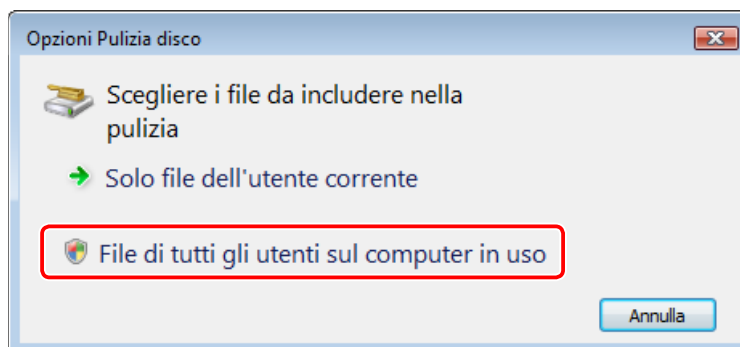 Opzioni Pulizia disco
Scegliere i file da includere nella
pulizia
Solo file dell'utente corrente
File di tutti gli utenti sul computer in uso
Annulla